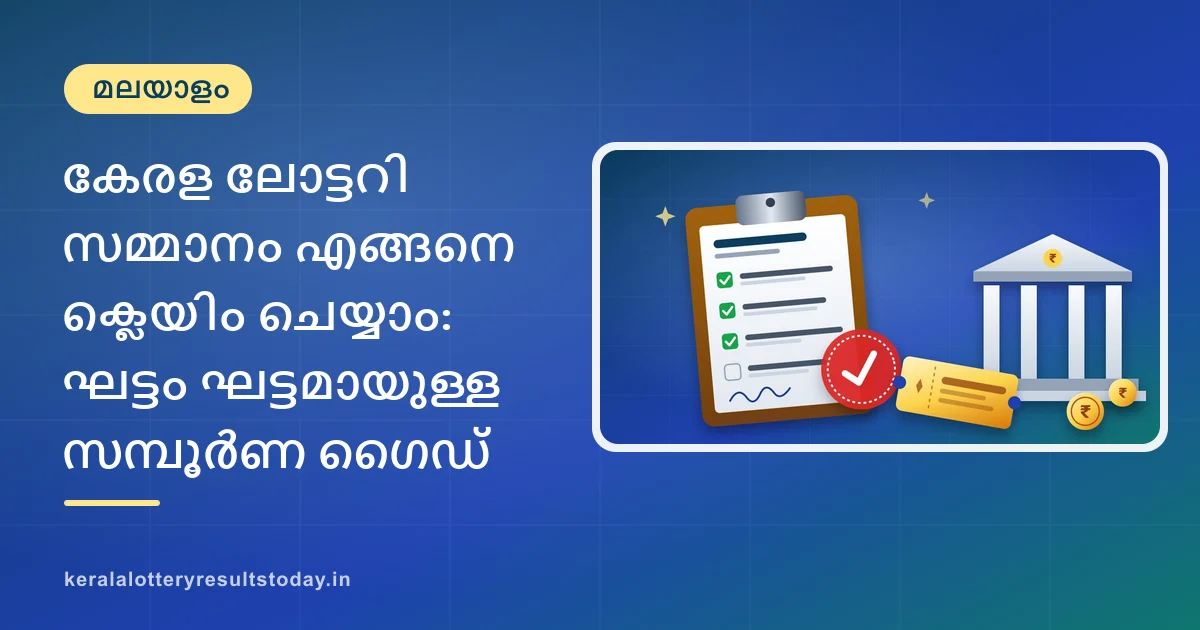 മലയാളം
കേരള ലോട്ടറി
സമ്മാനം എങ്ങനെ
ക്ലെയിം ചെയ്യാം:
ഘട്ടം ഘട്ടമായുള്ള
സമ്പൂർണ ഗൈഡ്
keralalotteryresultstoday.in
₹
₹
₹